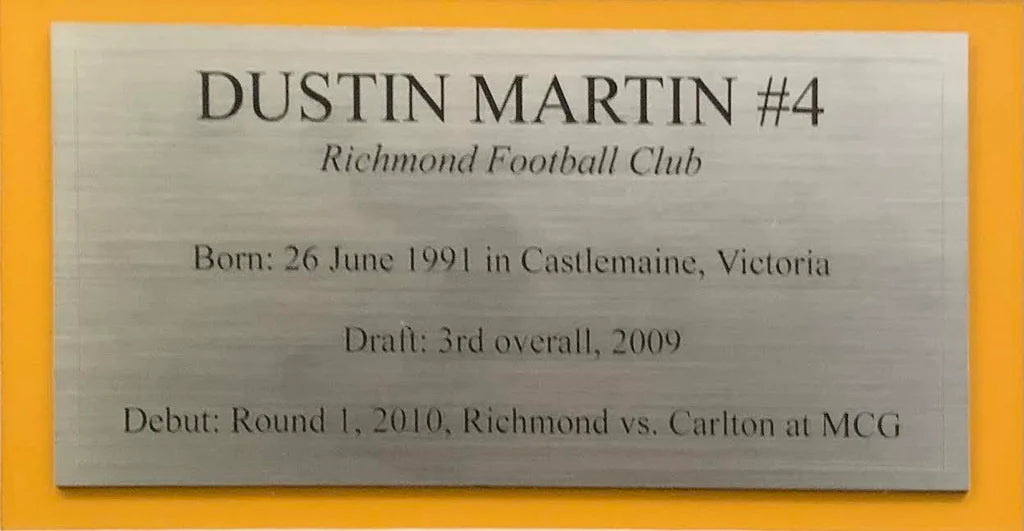 DUSTIN MARTIN #4
Richmond Football Club
Born: 26 June 1991 in Castlemaine, Victoria
Draft: 3rd overall, 2009
Debut: Round 1, 2010, Richmond vs. Carlton at MCG